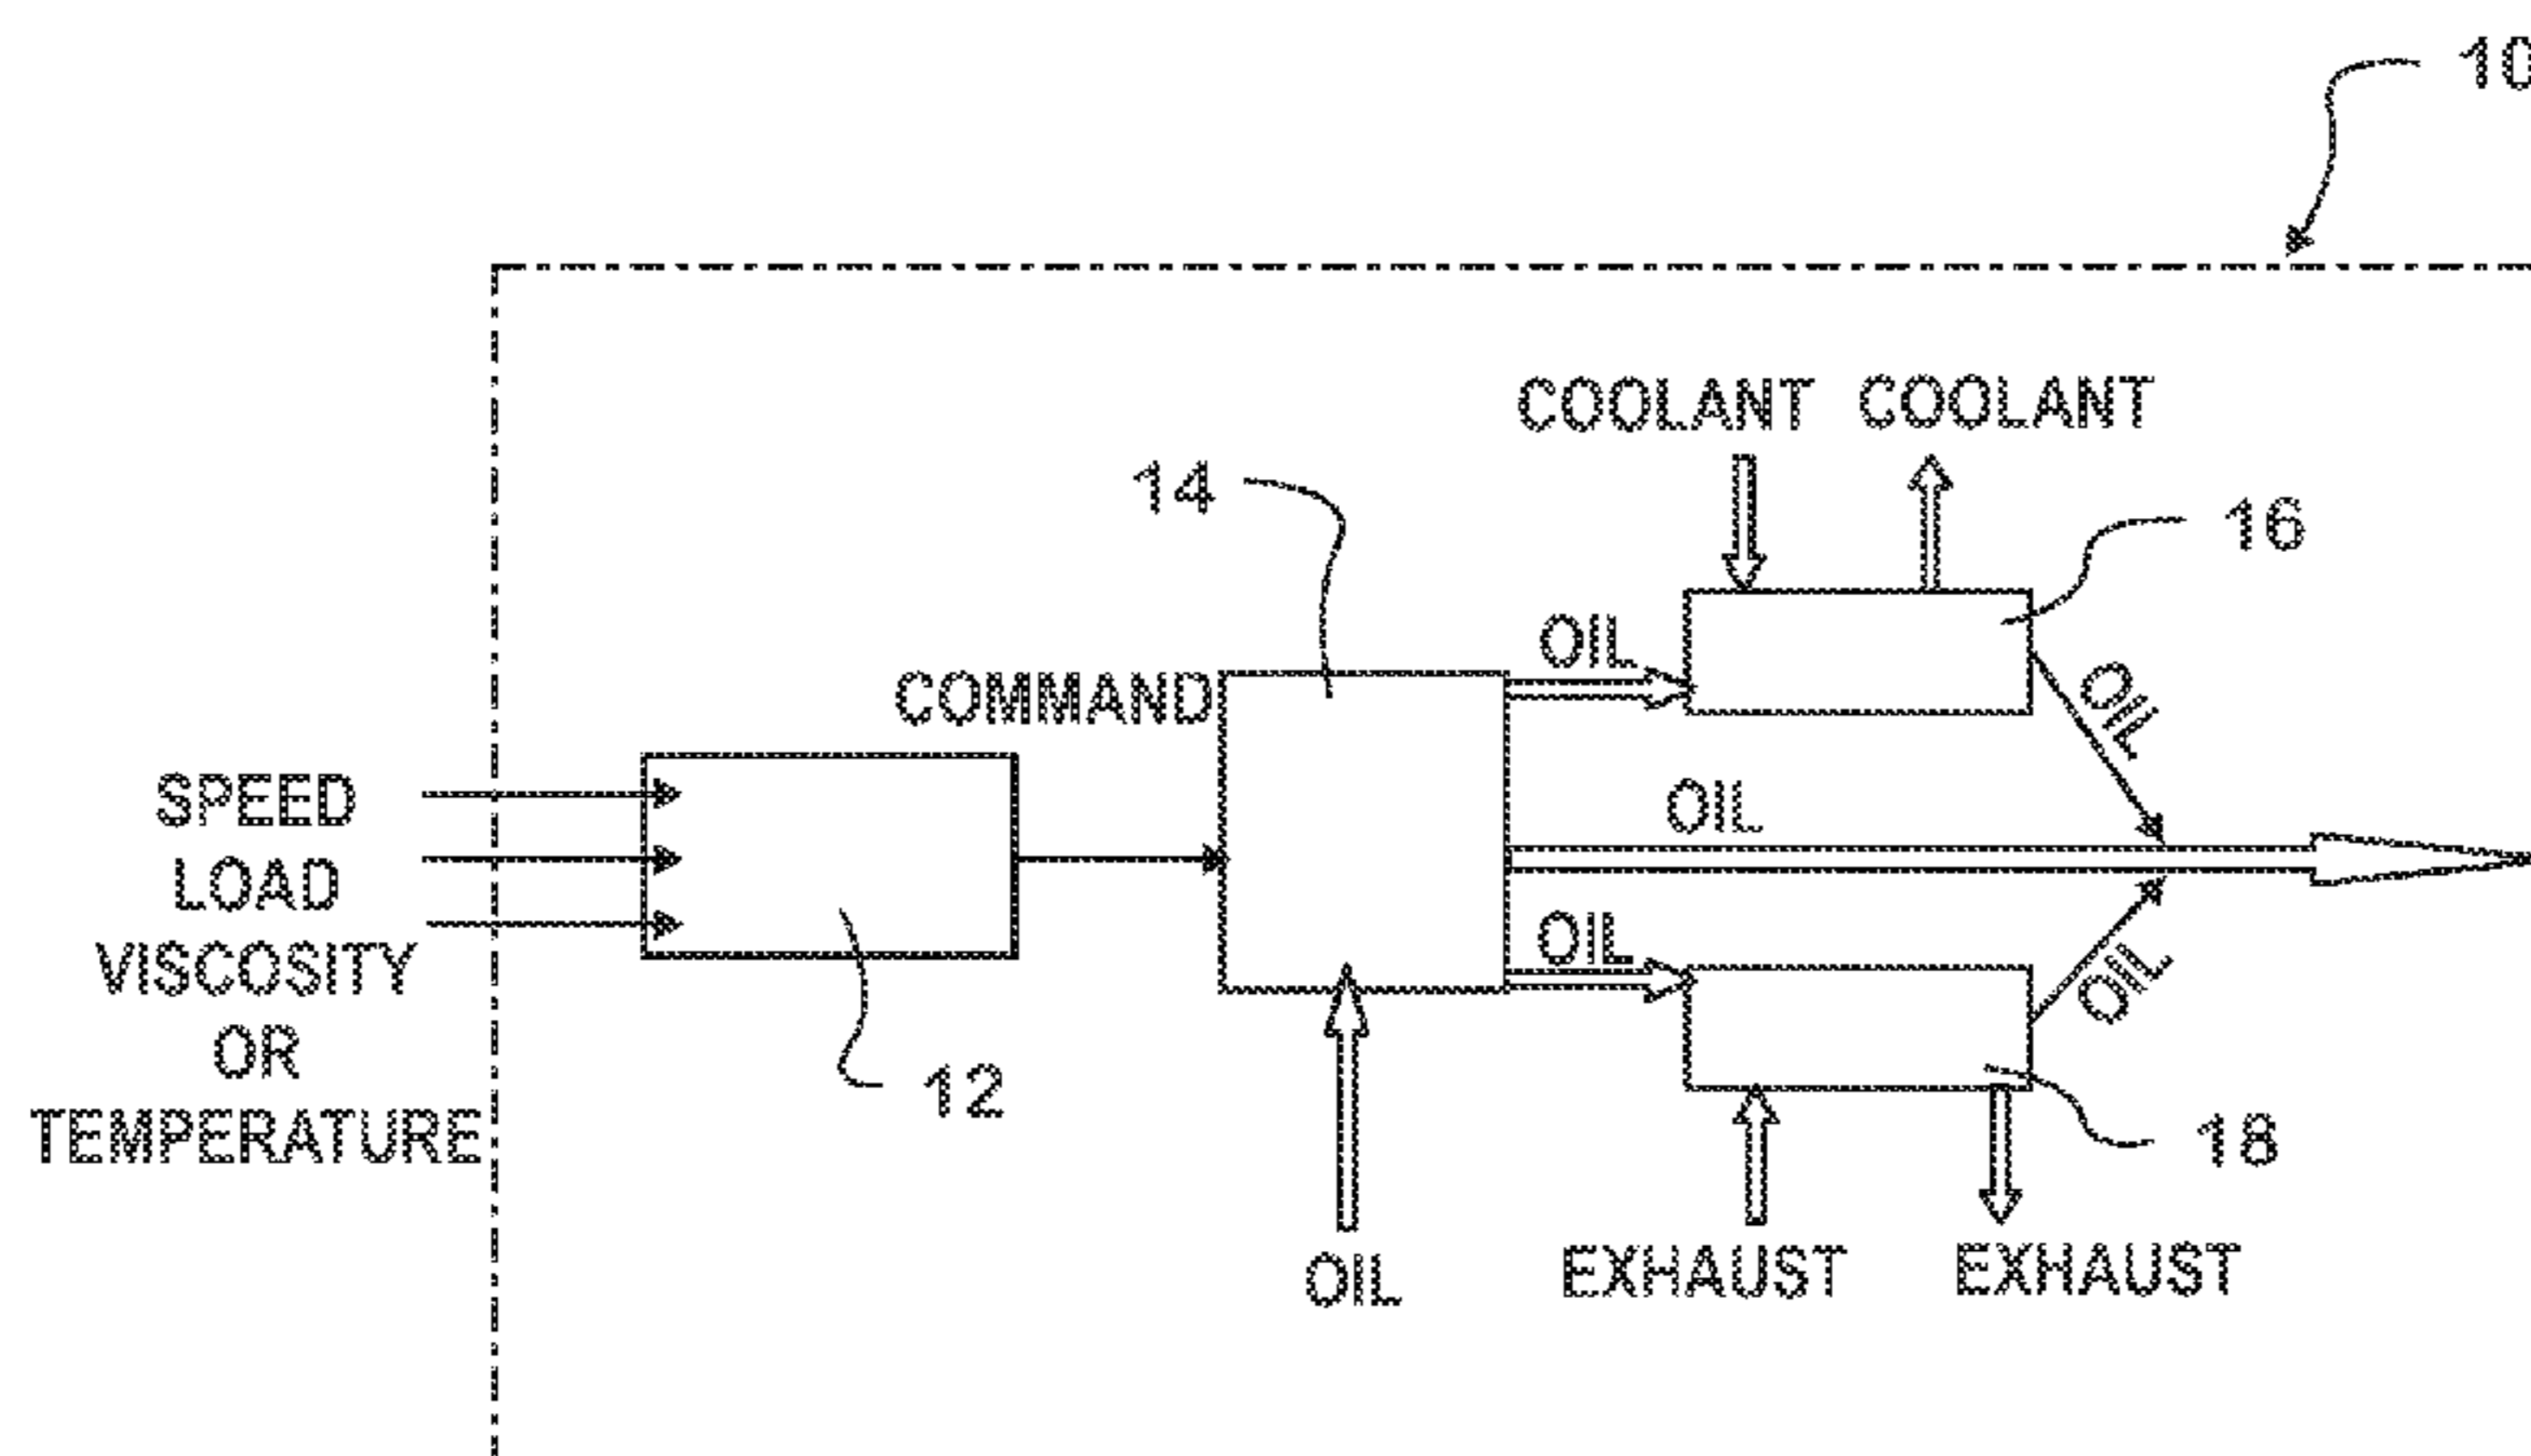 10
COOLANT COOLANT
14
16
OIL
COMMAND
OIL
SPEED
OIL
LOAD
OIL
VISCOSITY
OIL
OR
12
TEMPERATURE
18
OIL
EXHAUST
EXHAUST